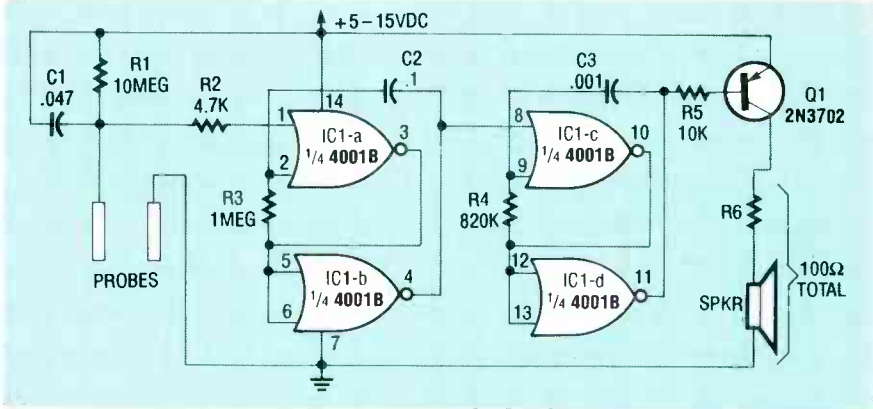 +5–15VDC
C1
.047
R1
10MEG
R2
4.7K
C2
.1
C3
.001
R5
10K
Q1
2N3702
14
1
2
3
IC1-a
1/4 4001B
8
9
10
IC1-c
1/4 4001B
R3
1MEG
R4
820K
R6
PROBES
5
6
4
IC1-b
1/4 4001B
7
12
13
11
IC1-d
1/4 4001B
SPKR
100Ω
TOTAL